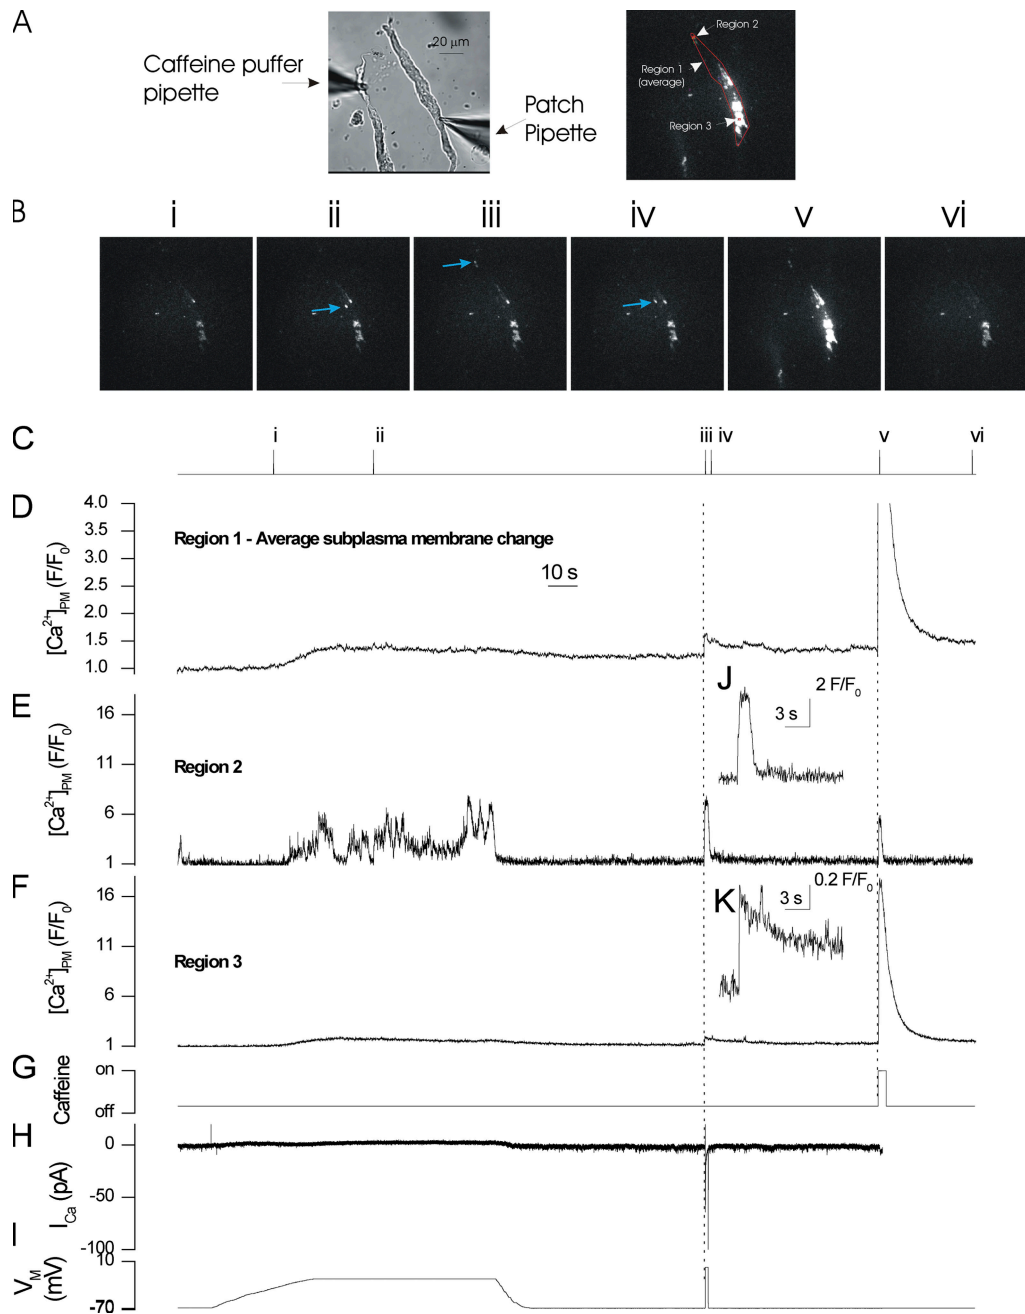 A
Caffeine puffer
pipette
20 μm
Patch
Pipette
Region 2
Region 1
(average)
Region 3
B
i
ii
iii
iv
v
vi
C
i
ii
iii
iv
v
vi
D
[Ca2+]PM (F/F0)
4.0
3.5
3.0
2.5
2.0
1.5
1.0
Region 1 - Average subplasma membrane change
10 s
E
[Ca2+]PM (F/F0)
16
11
6
1
Region 2
J
2 F/F0
3 s
F
[Ca2+]PM (F/F0)
16
11
6
1
Region 3
K
0.2 F/F0
3 s
G
Caffeine
on
off
H
ICa (pA)
0
-50
-100
I
VM
(mV)
10
-70